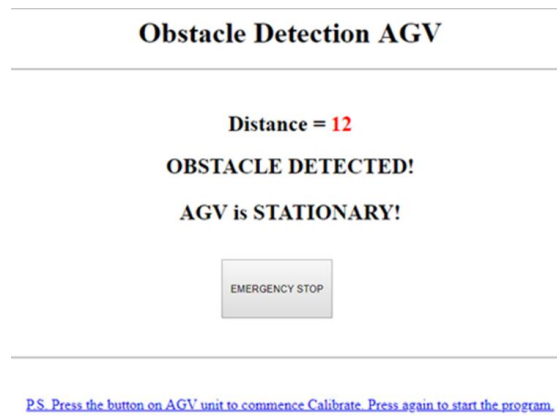 Obstacle Detection AGV
Distance = 12
OBSTACLE DETECTED!
AGV is STATIONARY!
EMERGENCY STOP
P.S. Press the button on AGV unit to commence Calibrate. Press again to start the program.